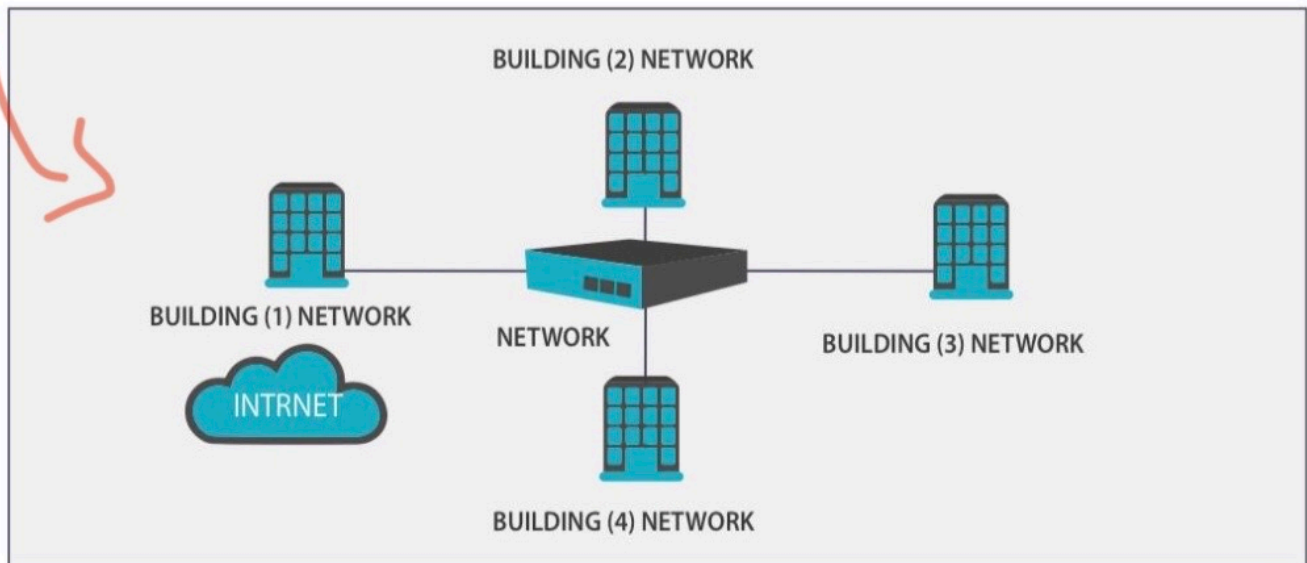 BUILDING (2) NETWORK
BUILDING (1) NETWORK
NETWORK
BUILDING (3) NETWORK
INTRNET
BUILDING (4) NETWORK